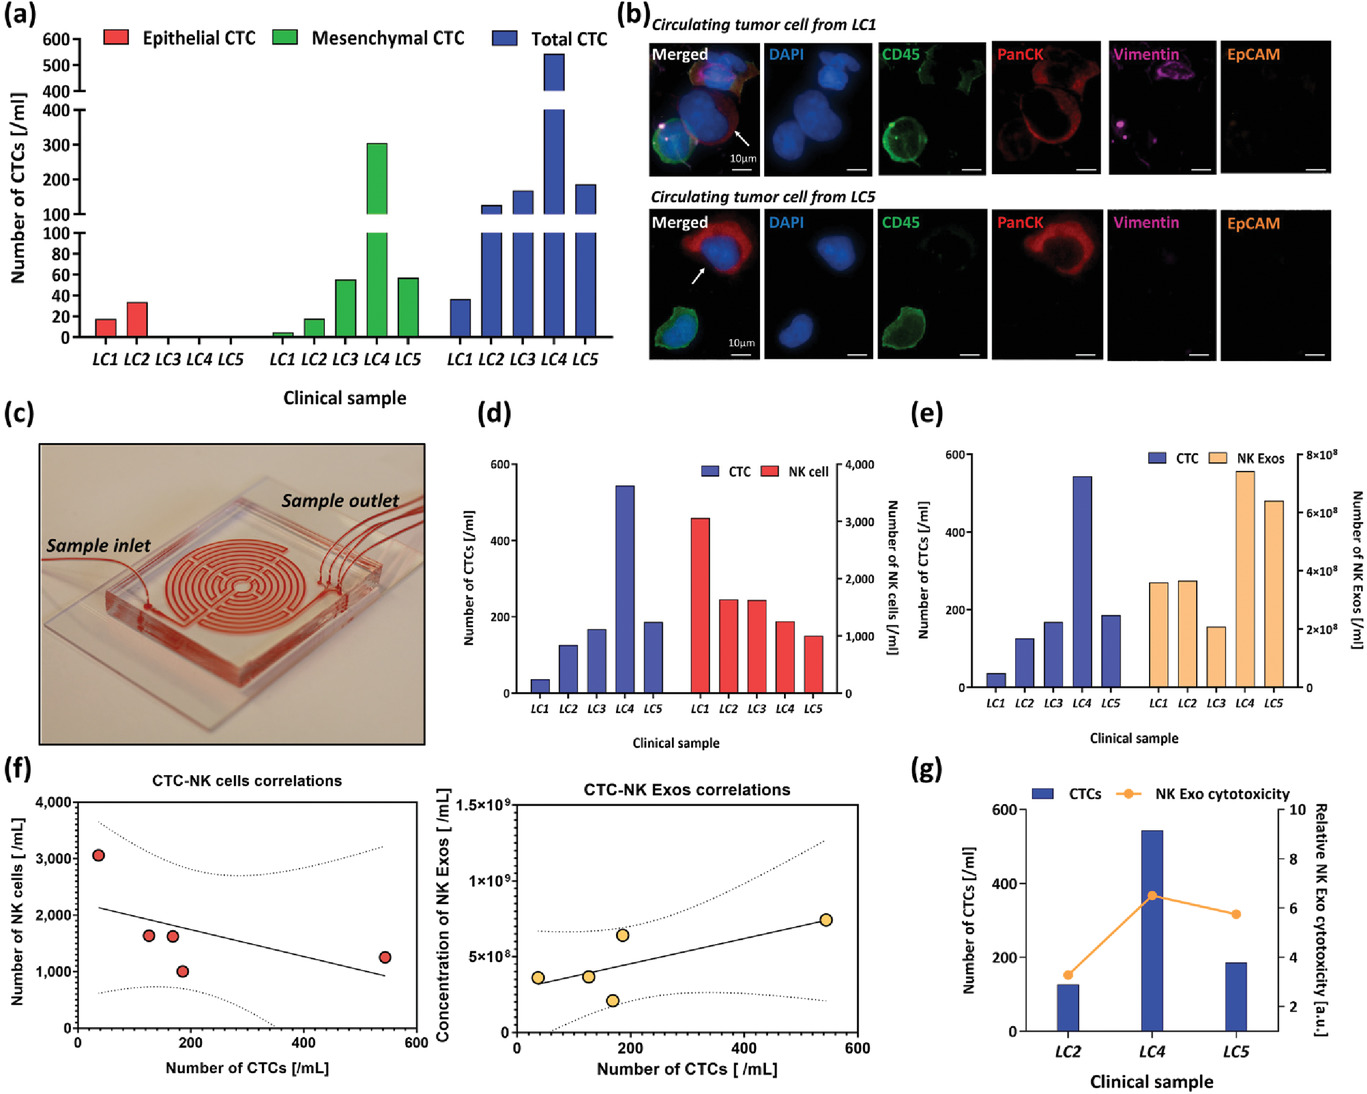 (a)
Epithelial CTC
Mesenchymal CTC
Total CTC
Number of CTCs [/ml]
600
500
400
400
300
200
100
100
80
60
40
20
0
LC1 LC2 LC3 LC4 LC5 LC1 LC2 LC3 LC4 LC5 LC1 LC2 LC3 LC4 LC5
Clinical sample
(b)
Circulating tumor cell from LC1
Merged DAPI CD45 PanCK Vimentin EpCAM
10μm
Circulating tumor cell from LC5
Merged DAPI CD45 PanCK Vimentin EpCAM
10μm
(c)
Sample inlet
Sample outlet
(d)
CTC NK cell
Number of CTCs [/ml]
600
400
200
0
4,000
3,000
2,000
1,000
0
Number of NK cells [/ml]
LC1 LC2 LC3 LC4 LC5 LC1 LC2 LC3 LC4 LC5
Clinical sample
(e)
CTC NK Exos
Number of CTCs [/ml]
600
400
200
0
8×10⁸
6×10⁸
4×10⁸
2×10⁸
0
Number of NK Exos [/ml]
LC1 LC2 LC3 LC4 LC5 LC1 LC2 LC3 LC4 LC5
Clinical sample
(f)
CTC-NK cells correlations
Number of NK cells [ /mL]
4,000
3,000
2,000
1,000
0
0 200 400 600
Number of CTCs [/mL]
CTC-NK Exos correlations
Concentration of NK Exos [ /mL]
1.5×10⁹
1×10⁹
5×10⁸
0
0 200 400 600
Number of CTCs [ /mL]
(g)
CTCs NK Exo cytotoxicity
Number of CTCs [/ml]
600
400
200
0
10
8
6
4
2
Relative NK Exo cytotoxicity [a.u.]
LC2 LC4 LC5
Clinical sample